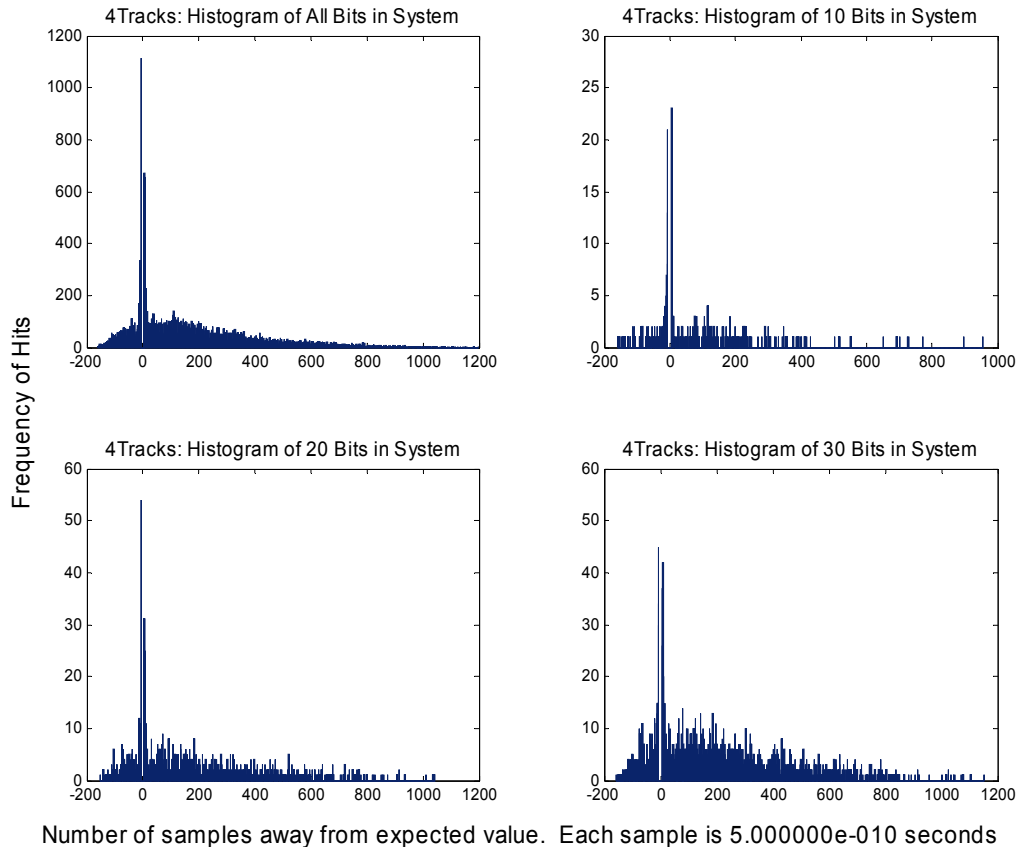 4Tracks: Histogram of All Bits in System
1200
1000
800
600
400
200
0
-200 0 200 400 600 800 1000 1200
4Tracks: Histogram of 10 Bits in System
30
25
20
15
10
5
0
-200 0 200 400 600 800 1000
Frequency of Hits
4Tracks: Histogram of 20 Bits in System
60
50
40
30
20
10
0
-200 0 200 400 600 800 1000 1200
4Tracks: Histogram of 30 Bits in System
60
50
40
30
20
10
0
-200 0 200 400 600 800 1000 1200
Number of samples away from expected value. Each sample is 5.000000e-010 seconds